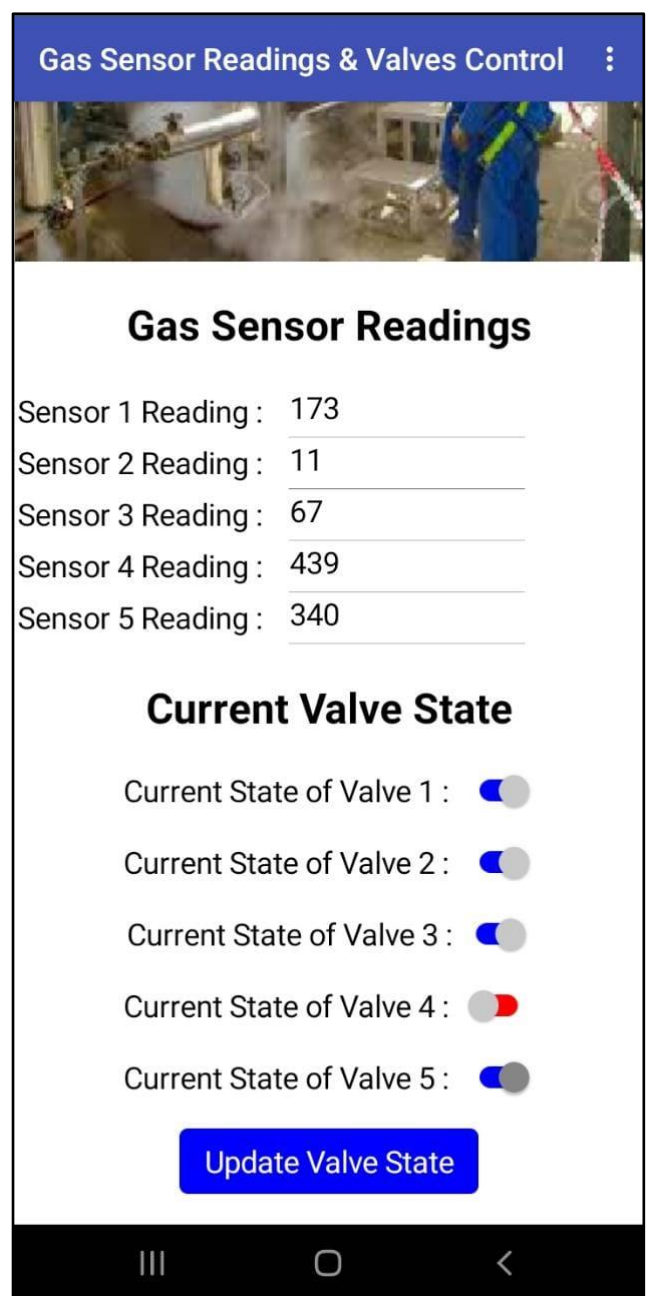 Gas Sensor Readings & Valves Control
Gas Sensor Readings
Sensor 1 Reading : 173
Sensor 2 Reading : 11
Sensor 3 Reading : 67
Sensor 4 Reading : 439
Sensor 5 Reading : 340
Current Valve State
Current State of Valve 1 :
Current State of Valve 2 :
Current State of Valve 3 :
Current State of Valve 4 :
Current State of Valve 5 :
Update Valve State